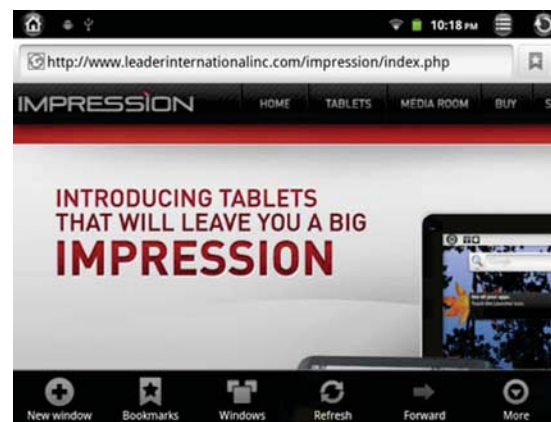 10:18 PM
http://www.leaderinternationalinc.com/impression/index.php
IMPRESSION HOME TABLETS MEDIA ROOM BUY S
INTRODUCING TABLETS
THAT WILL LEAVE YOU A BIG
IMPRESSION
Google
New window Bookmarks Windows Refresh Forward More